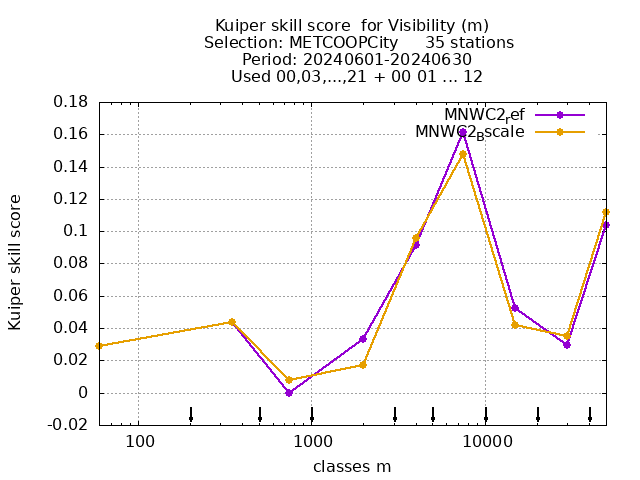 Kuiper skill score  for Visibility (m)
Selection: METCOOPCity     35 stations
Period: 20240601-20240630
Used 00,03,...,21 + 00 01 ... 12
MNWC2ref
MNWC2Bscale
0.18
0.16
0.14
0.12
0.1
0.08
0.06
0.04
0.02
0
-0.02
Kuiper skill score
100
1000
10000
classes m